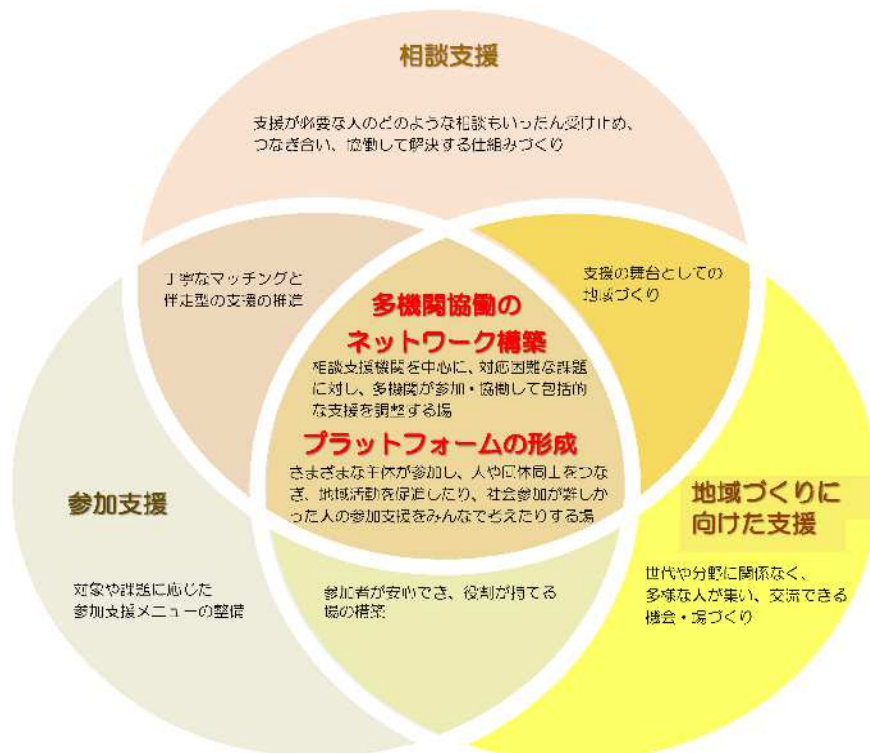 相談支援
支援が必要な人のどのような相談もいったん受け止め、
つなぎ合い、協働して解決する仕組みづくり
丁寧なマッチングと
伴走型の支援の推進
支援の舞台としての
地域づくり
多機関協働の
ネットワーク構築
相談支援機関を中心に、対応困難な課題
に対し、多機関が参加・協働して包括的
な支援を調整する場
プラットフォームの形成
さまざまな主体が参加し、人や団体同士をつな
ぎ、地域活動を促進したり、社会参加が難しか
った人の参加支援をみんなで考えたりする場
参加支援
対象や課題に応じた
参加支援メニューの整備
参加者が安心でき、役割が持てる
場の構築
地域づくりに
向けた支援
世代や分野に関係なく、
多様な人が集い、交流できる
機会・場づくり